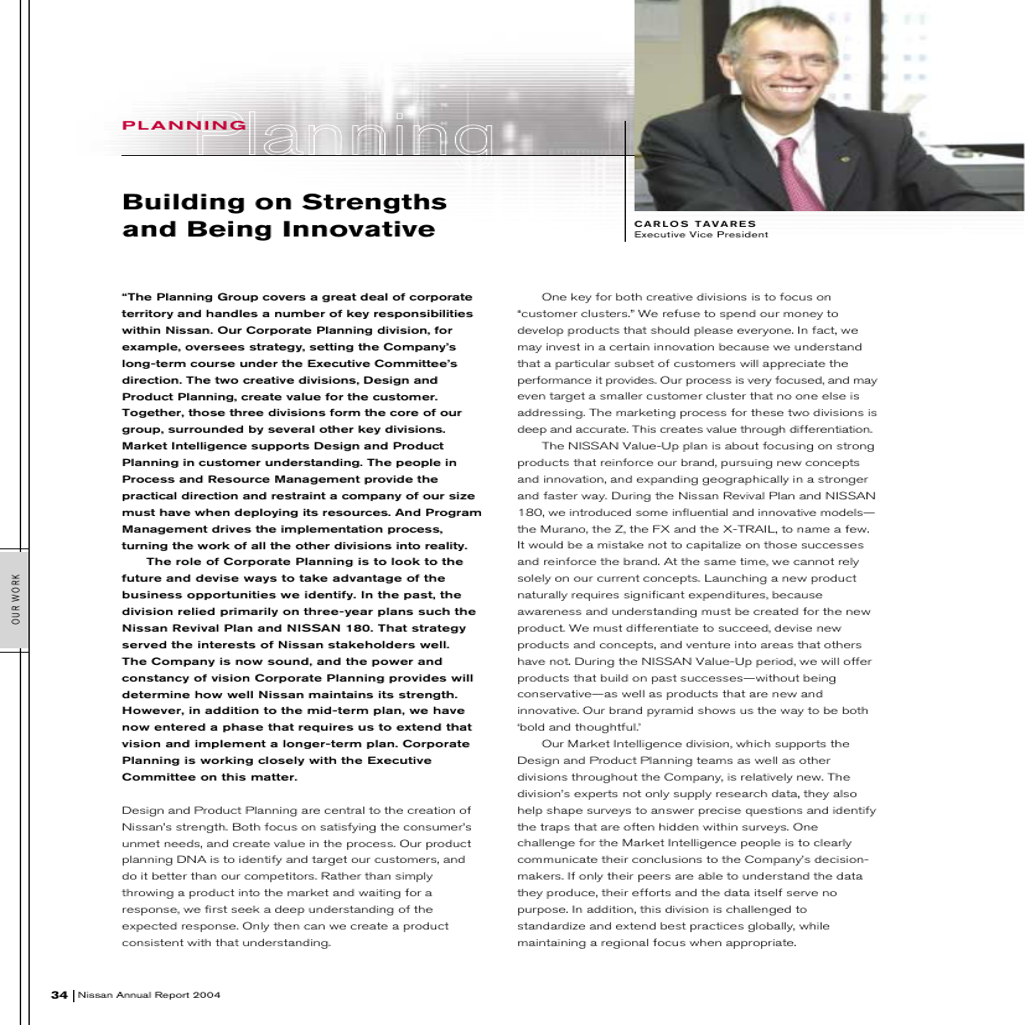 PLANNING
Planning
Building on Strengths
and Being Innovative
CARLOS TAVARES
Executive Vice President
“The Planning Group covers a great deal of corporate
territory and handles a number of key responsibilities
within Nissan. Our Corporate Planning division, for
example, oversees strategy, setting the Company’s
long-term course under the Executive Committee’s
direction. The two creative divisions, Design and
Product Planning, create value for the customer.
Together, those three divisions form the core of our
group, surrounded by several other key divisions.
Market Intelligence supports Design and Product
Planning in customer understanding. The people in
Process and Resource Management provide the
practical direction and restraint a company of our size
must have when deploying its resources. And Program
Management drives the implementation process,
turning the work of all the other divisions into reality.
The role of Corporate Planning is to look to the
future and devise ways to take advantage of the
business opportunities we identify. In the past, the
division relied primarily on three-year plans such the
Nissan Revival Plan and NISSAN 180. That strategy
served the interests of Nissan stakeholders well.
The Company is now sound, and the power and
constancy of vision Corporate Planning provides will
determine how well Nissan maintains its strength.
However, in addition to the mid-term plan, we have
now entered a phase that requires us to extend that
vision and implement a longer-term plan. Corporate
Planning is working closely with the Executive
Committee on this matter.
Design and Product Planning are central to the creation of
Nissan’s strength. Both focus on satisfying the consumer’s
unmet needs, and create value in the process. Our product
planning DNA is to identify and target our customers, and
do it better than our competitors. Rather than simply
throwing a product into the market and waiting for a
response, we first seek a deep understanding of the
expected response. Only then can we create a product
consistent with that understanding.
One key for both creative divisions is to focus on
“customer clusters.” We refuse to spend our money to
develop products that should please everyone. In fact, we
may invest in a certain innovation because we understand
that a particular subset of customers will appreciate the
performance it provides. Our process is very focused, and may
even target a smaller customer cluster that no one else is
addressing. The marketing process for these two divisions is
deep and accurate. This creates value through differentiation.
The NISSAN Value-Up plan is about focusing on strong
products that reinforce our brand, pursuing new concepts
and innovation, and expanding geographically in a stronger
and faster way. During the Nissan Revival Plan and NISSAN
180, we introduced some influential and innovative models—
the Murano, the Z, the FX and the X-TRAIL, to name a few.
It would be a mistake not to capitalize on those successes
and reinforce the brand. At the same time, we cannot rely
solely on our current concepts. Launching a new product
naturally requires significant expenditures, because
awareness and understanding must be created for the new
product. We must differentiate to succeed, devise new
products and concepts, and venture into areas that others
have not. During the NISSAN Value-Up period, we will offer
products that build on past successes—without being
conservative—as well as products that are new and
innovative. Our brand pyramid shows us the way to be both
‘bold and thoughtful.’
Our Market Intelligence division, which supports the
Design and Product Planning teams as well as other
divisions throughout the Company, is relatively new. The
division’s experts not only supply research data, they also
help shape surveys to answer precise questions and identify
the traps that are often hidden within surveys. One
challenge for the Market Intelligence people is to clearly
communicate their conclusions to the Company’s decision-
makers. If only their peers are able to understand the data
they produce, their efforts and the data itself serve no
purpose. In addition, this division is challenged to
standardize and extend best practices globally, while
maintaining a regional focus when appropriate.
OUR WORK
34 Nissan Annual Report 2004